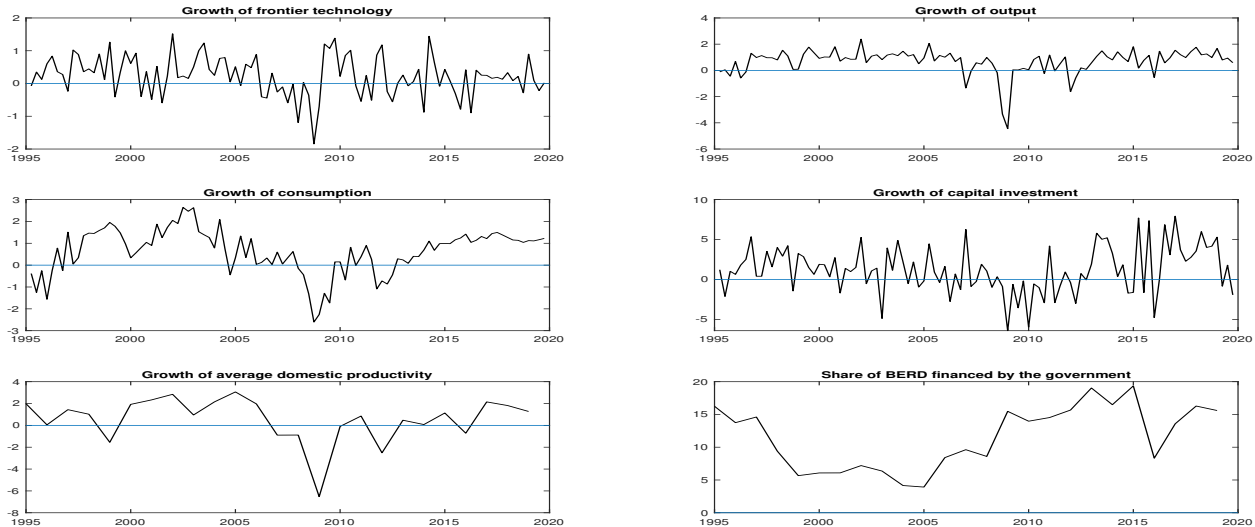 Growth of frontier technology
2
1
0
-1
-2
1995 2000 2005 2010 2015 2020
Growth of output
4
2
0
-2
-4
-6
1995 2000 2005 2010 2015 2020
Growth of consumption
3
2
1
0
-1
-2
-3
1995 2000 2005 2010 2015 2020
Growth of capital investment
10
5
0
-5
1995 2000 2005 2010 2015 2020
Growth of average domestic productivity
4
2
0
-2
-4
-6
-8
1995 2000 2005 2010 2015 2020
Share of BERD financed by the government
20
15
10
5
0
1995 2000 2005 2010 2015 2020